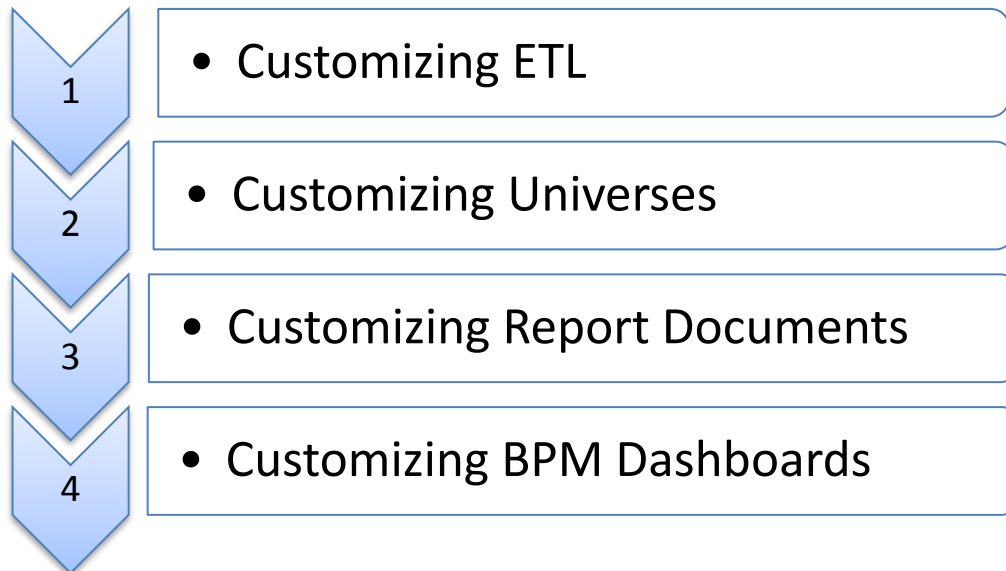 1
• Customizing ETL
2
• Customizing Universes
3
• Customizing Report Documents
4
• Customizing BPM Dashboards